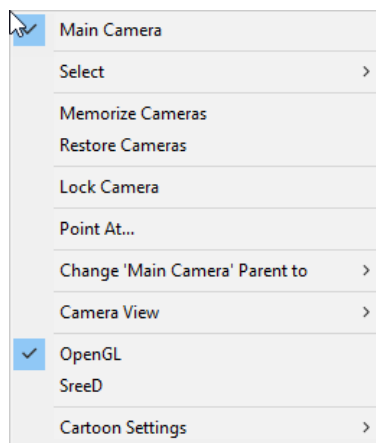 Main Camera
Select
Memorize Cameras
Restore Cameras
Lock Camera
Point At...
Change 'Main Camera' Parent to
Camera View
OpenGL
SreeD
Cartoon Settings